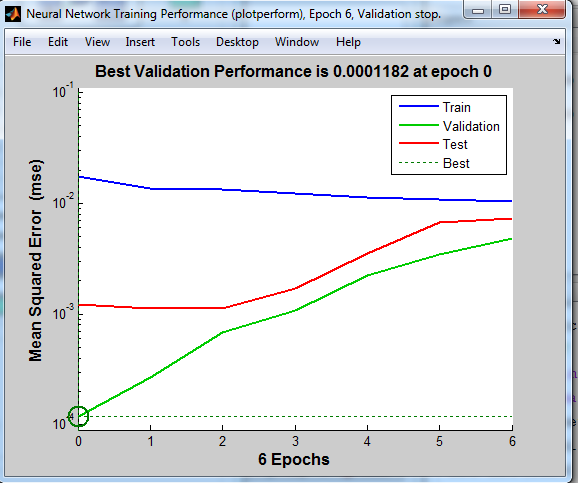 Neural Network Training Performance (plotperform), Epoch 6, Validation stop.
File Edit View Insert Tools Desktop Window Help
Best Validation Performance is 0.0001182 at epoch 0
Train
Validation
Test
Best
10^-1
10^-2
10^-3
10^-4
Mean Squared Error (mse)
0 1 2 3 4 5 6
6 Epochs